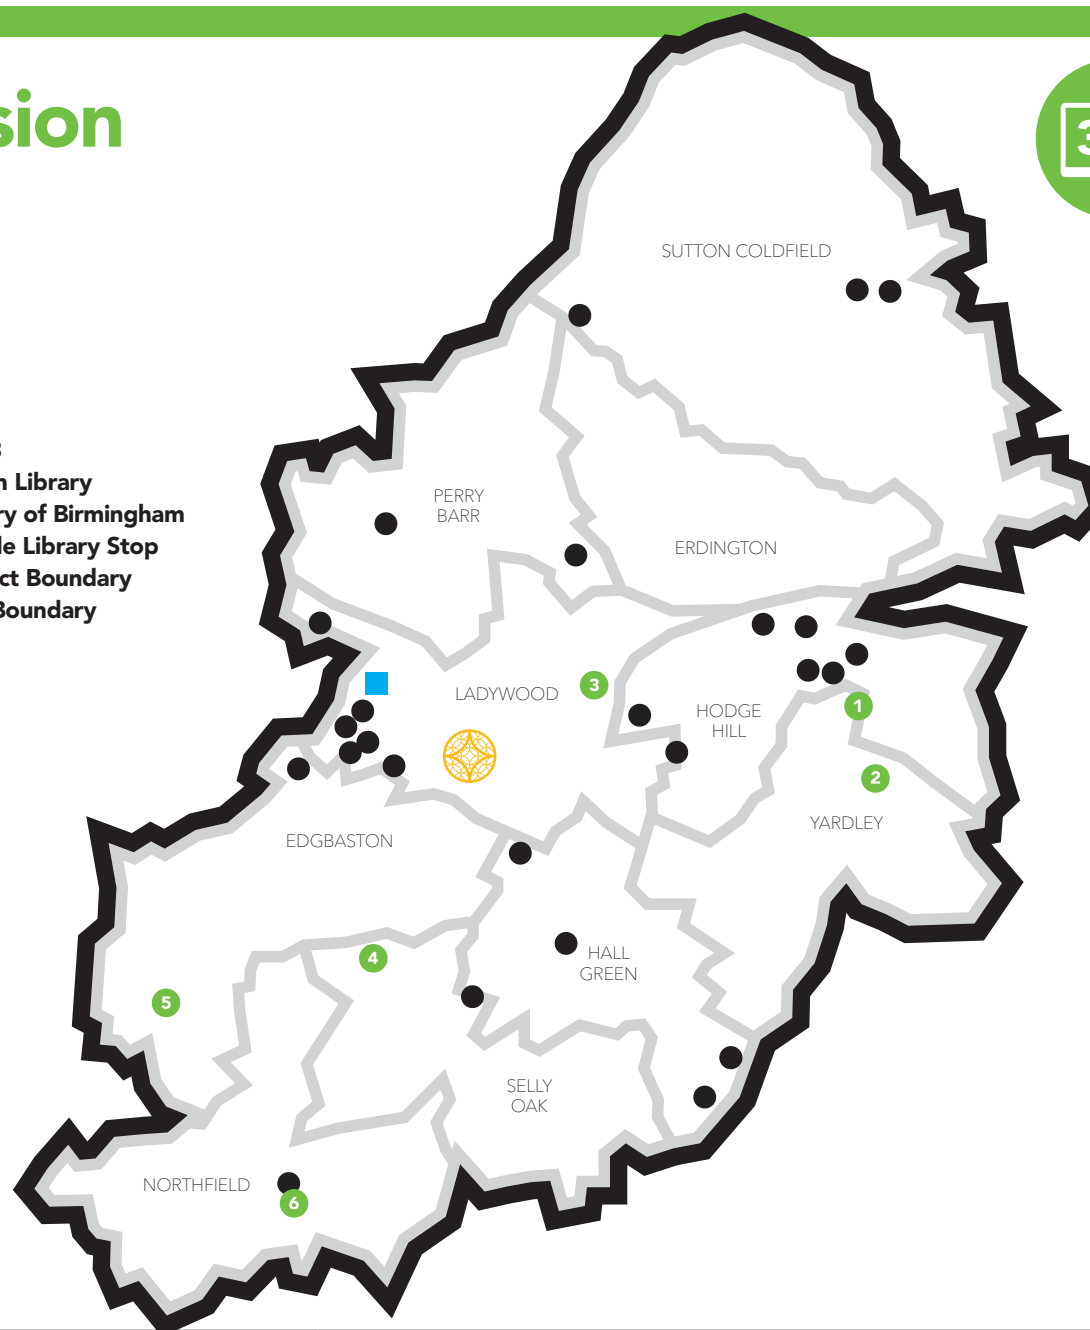 sion
3
SUTTON COLDFIELD
n Library
ry of Birmingham
le Library Stop
ct Boundary
Boundary
PERRY
BARR
ERDINGTON
LADYWOOD
3
HODGE
HILL
1
2
YARDLEY
EDGBASTON
4
HALL
GREEN
5
SELLY
OAK
NORTHFIELD
6